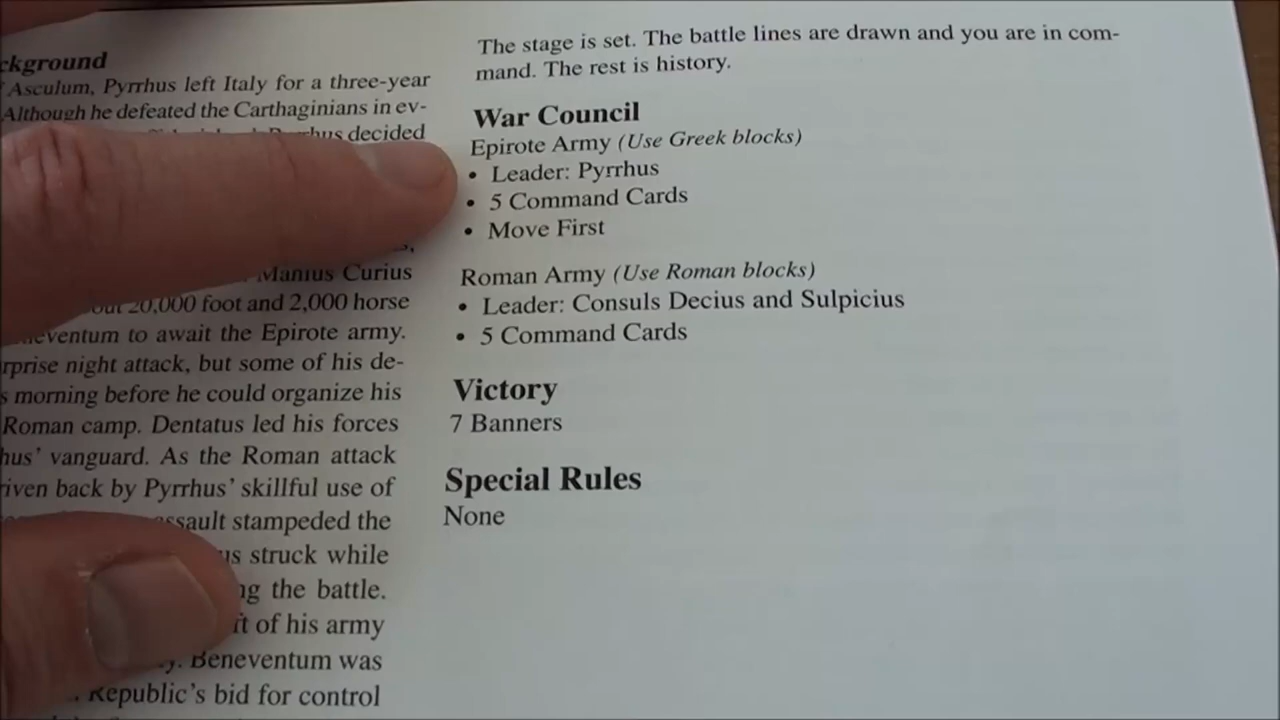 ckground
Asculum, Pyrrhus left Italy for a three-year
Although he defeated the Carthaginians in ev-
decided
Manius Curius
20,000 foot and 2,000 horse
to await the Epirote army.
night attack, but some of his de-
morning before he could organize his
Roman camp. Dentatus led his forces
hus' vanguard. As the Roman attack
riven back by Pyrrhus' skillful use of
ssault stampeded the
us struck while
ng the battle.
ft of his army
Beneventum was
Republic's bid for control
The stage is set. The battle lines are drawn and you are in com-
mand. The rest is history.
War Council
Epirote Army (Use Greek blocks)
• Leader: Pyrrhus
• 5 Command Cards
• Move First
Roman Army (Use Roman blocks)
• Leader: Consuls Decius and Sulpicius
• 5 Command Cards
Victory
7 Banners
Special Rules
None